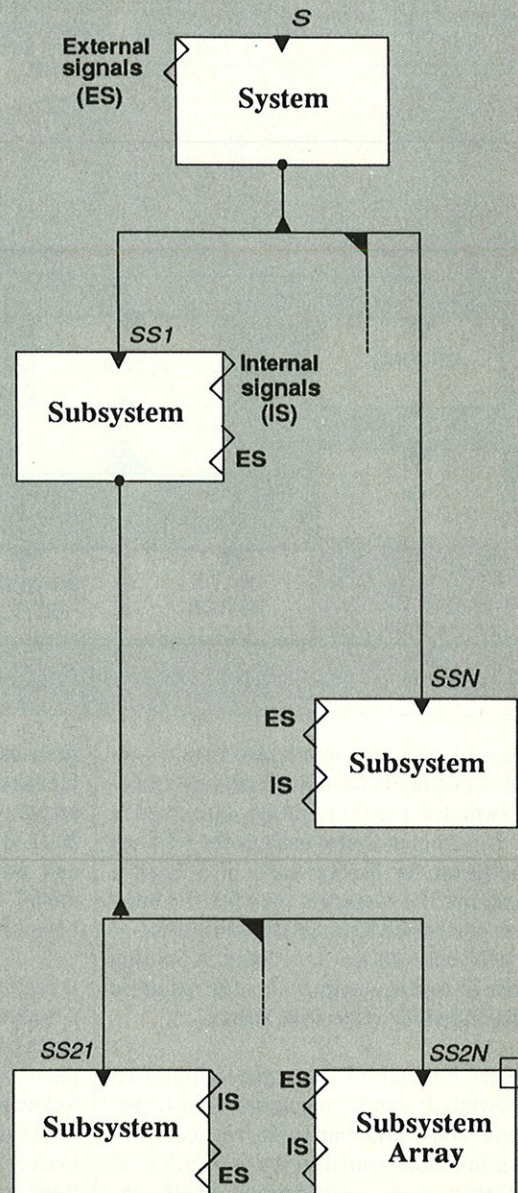 S
External
signals
(ES)
System
SS1
Subsystem
Internal
signals
(IS)
ES
SSN
ES
IS
Subsystem
SS21
Subsystem
IS
ES
SS2N
ES
IS
Subsystem
Array